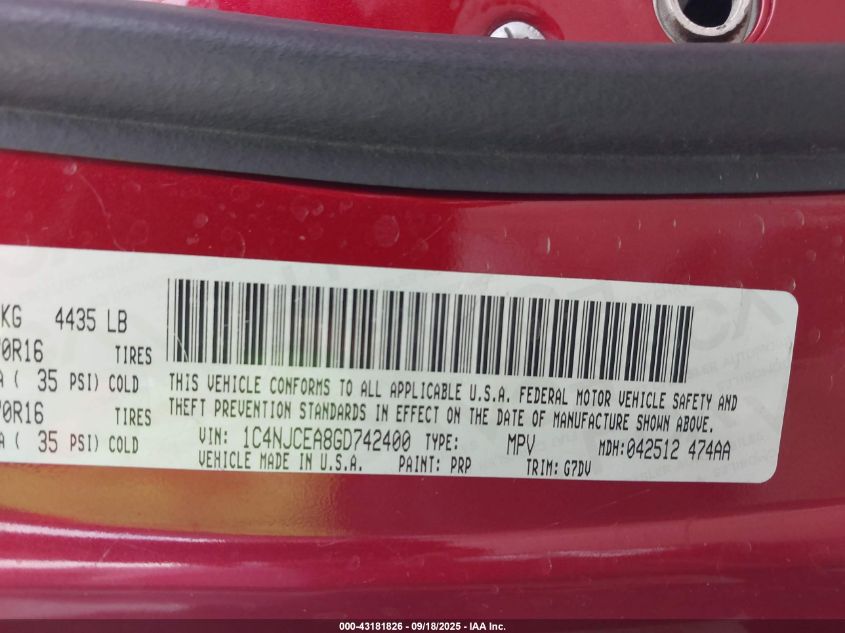 KG 4435 LB
70R16 TIRES
A ( 35 PSI) COLD
70R16 TIRES
A ( 35 PSI) COLD
THIS VEHICLE CONFORMS TO ALL APPLICABLE U.S.A. FEDERAL MOTOR VEHICLE SAFETY AND
THEFT PREVENTION STANDARDS IN EFFECT ON THE DATE OF MANUFACTURE SHOWN ABOVE.
VIN: 1C4NJCEA8GD742400 TYPE: MPV MDH:042512 474AA
VEHICLE MADE IN U.S.A. PAINT: PRP TRIM: G7DV
000-43181826 - 09/18/2025 - IAA Inc.